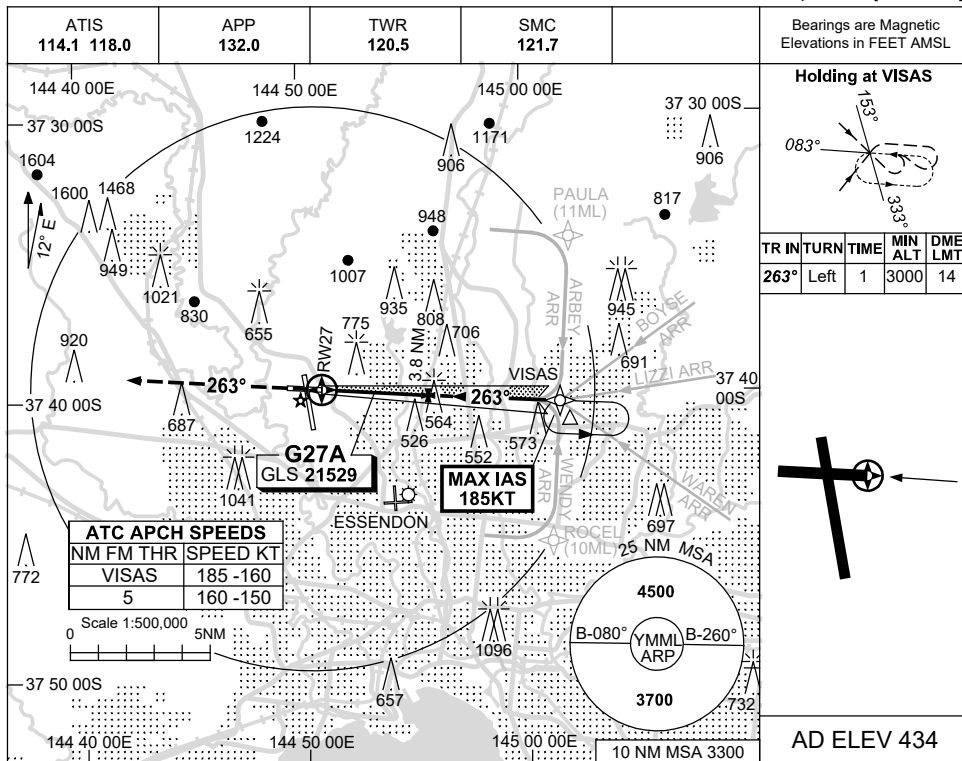 ATIS
114.1 118.0
APP
132.0
TWR
120.5
SMC
121.7
Bearings are Magnetic
Elevations in FEET AMSL
144 40 00E
144 50 00E
145 00 00E
37 30 00S
37 30 00S
1224
1171
906
906
1604
1600
1468
949
12° E
PAULA
(11ML)
817
948
1007
1021
830
655
935
808
706
775
945
691
ARBEY
ARR
BOYSE
ARR
LIZZI ARR
920
RW27
3.8 NM
VISAS
263°
263°
37 40
00S
37 40 00S
687
526
564
552
573
G27A
GLS 21529
MAX IAS
185KT
WENDY
ARR
WAREN
ARR
1041
ESSENDON
697
ROCEL
(10ML)
772
ATC APCH SPEEDS
NM FM THR SPEED KT
VISAS 185 -160
5 160 -150
Scale 1:500,000
0 5NM
25 NM MSA
4500
B-080° YMML B-260°
ARP
3700
1096
657
732
37 50 00S
144 40 00E
144 50 00E
145 00 00E
10 NM MSA 3300
Holding at VISAS
153°
083°
333°
TR IN TURN TIME MIN ALT DME LMT
263° Left 1 3000 14
AD ELEV 434